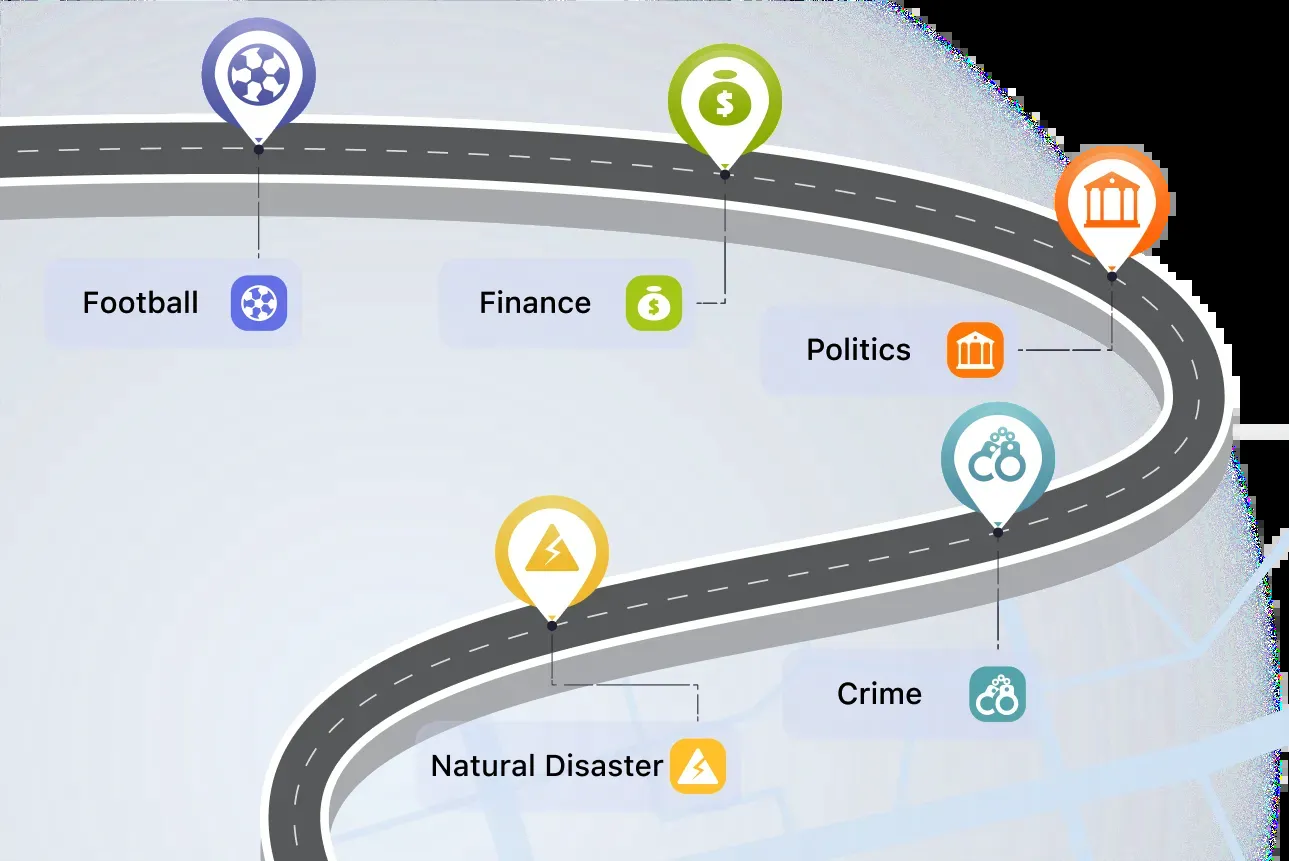 Football
Finance
Politics
Crime
Natural Disaster
$
$